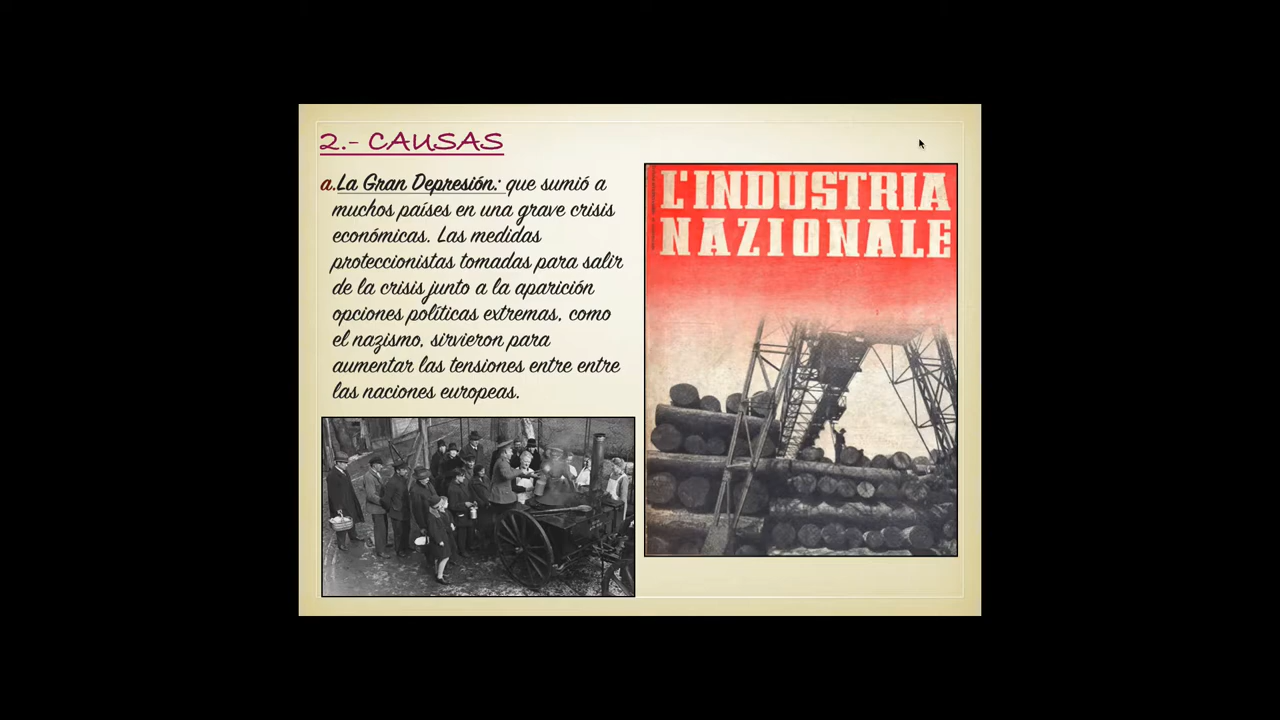 2.- CAUSAS
a.La Gran Depresión: que sumió a
muchos países en una grave crisis
económicas. Las medidas
proteccionistas tomadas para salir
de la crisis junto a la aparición
opciones políticas extremas, como
el nazismo, sirvieron para
aumentar las tensiones entre entre
las naciones europeas.
L'INDUSTRIA
NAZIONALE